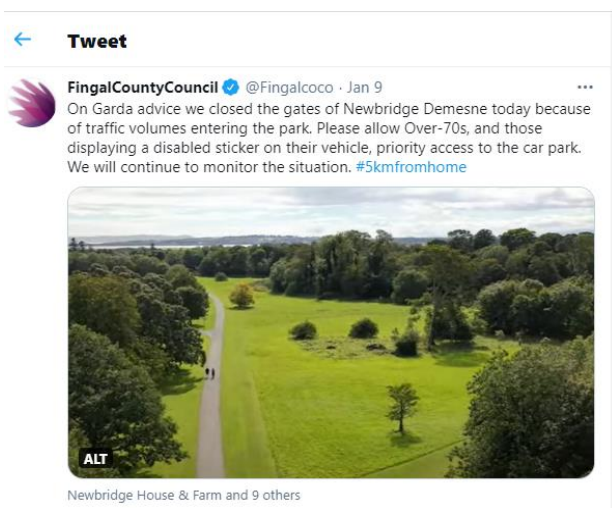 Tweet
FingalCountyCouncil @Fingalcoco · Jan 9
On Garda advice we closed the gates of Newbridge Demesne today because
of traffic volumes entering the park. Please allow Over-70s, and those
displaying a disabled sticker on their vehicle, priority access to the car park.
We will continue to monitor the situation. #5kmfromhome
ALT
Newbridge House & Farm and 9 others